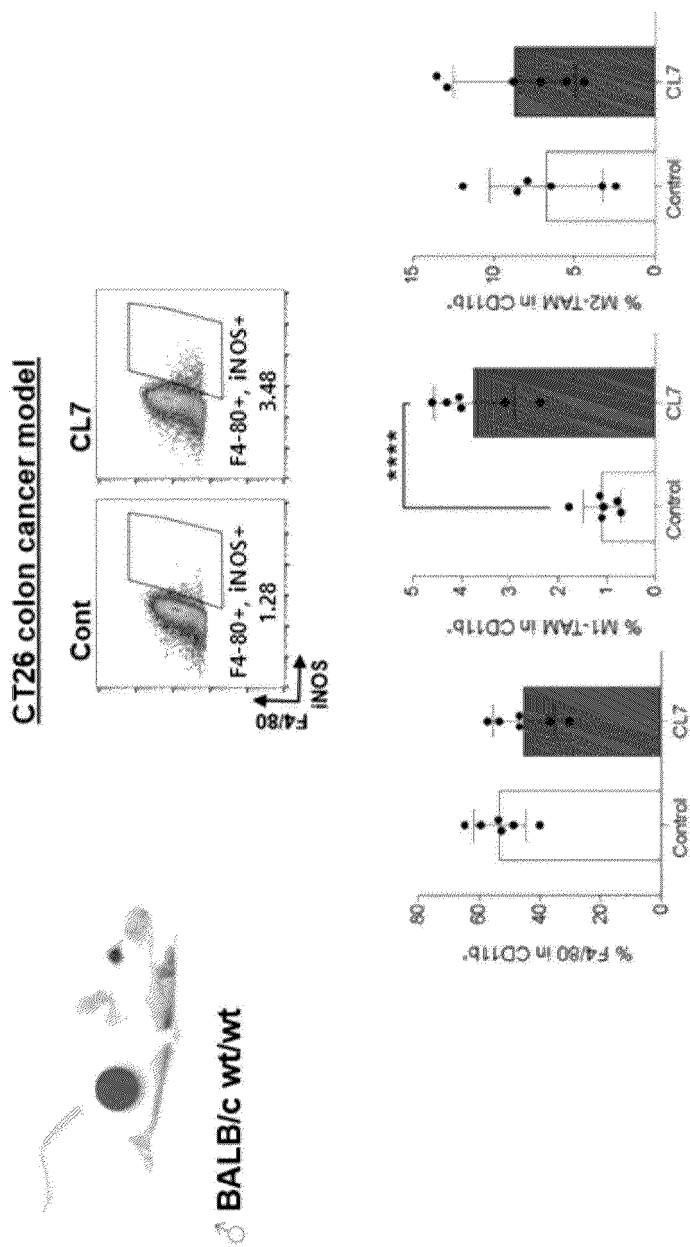 CT26 colon cancer model
♂ BALB/c wt/wt
Cont
CL7
F4-80+, iNOS+
1.28
F4-80+, iNOS+
3.48
F4/80
iNOS
% F4/80 in CD11b+
80
60
40
20
0
Control
CL7
% M1-TAM in CD11b+
5
4
3
2
1
0
****
Control
CL7
% M2-TAM in CD11b+
15
10
5
0
Control
CL7